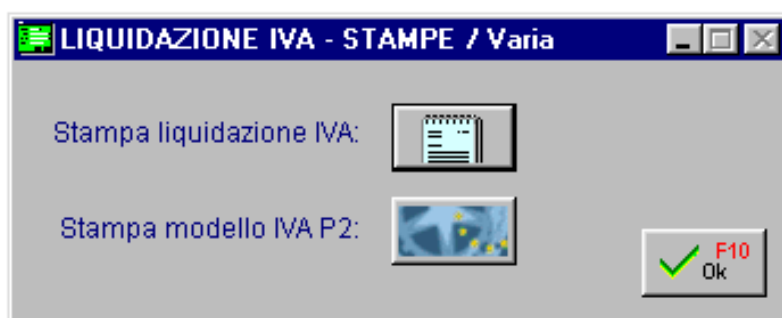 LIQUIDAZIONE IVA - STAMPE / Varia
Stampa liquidazione IVA:
Stampa modello IVA P2:
F10
Ok